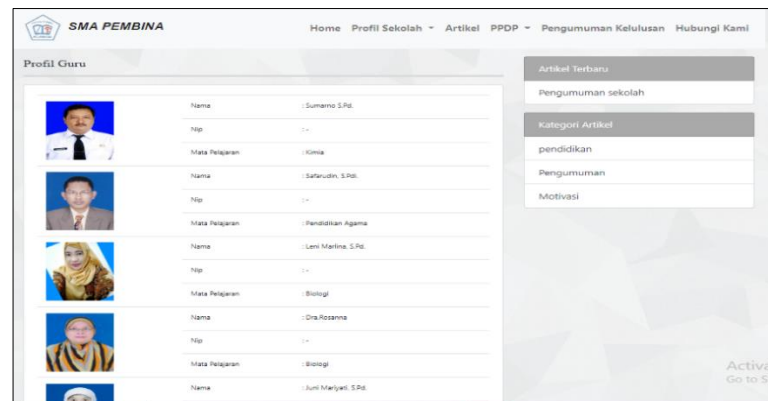 SMA PEMBINA
Home Profil Sekolah Artikel PPDP Pengumuman Kelulusan Hubungi Kami
Profil Guru
Nama : Sumarno S.Pd.
Nip : -
Mata Pelajaran : Kimia
Nama : Safarudin, S.Pdi.
Nip : -
Mata Pelajaran : Pendidikan Agama
Nama : Leni Marlina, S.Pd.
Nip : -
Mata Pelajaran : Biologi
Nama : Dra.Rosanna
Nip : -
Mata Pelajaran : Biologi
Nama : Juni Mariyati, S.Pd.
Artikel Terbaru
Pengumuman sekolah
Kategori Artikel
pendidikan
Pengumuman
Motivasi
Activa
Go to S